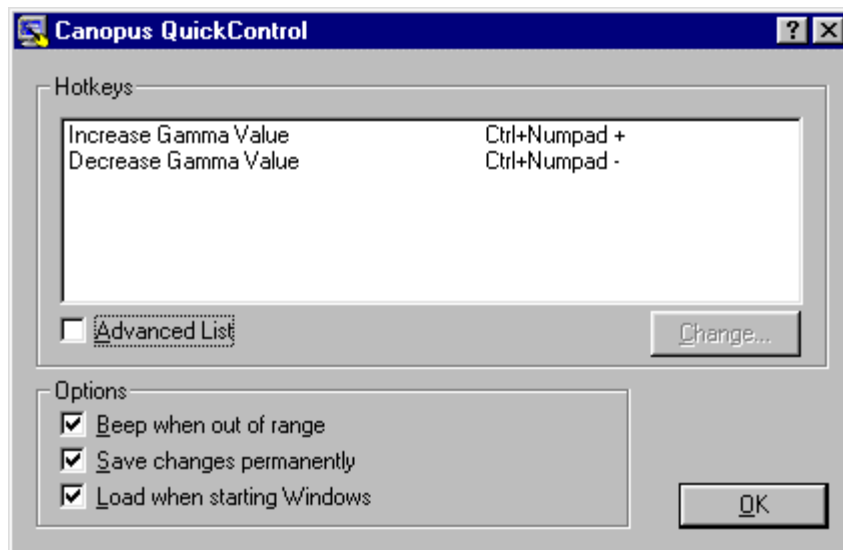 Canopus QuickControl
Hotkeys
Increase Gamma Value Ctrl+Numpad +
Decrease Gamma Value Ctrl+Numpad -
Advanced List
Change...
Options
Beep when out of range
Save changes permanently
Load when starting Windows
OK